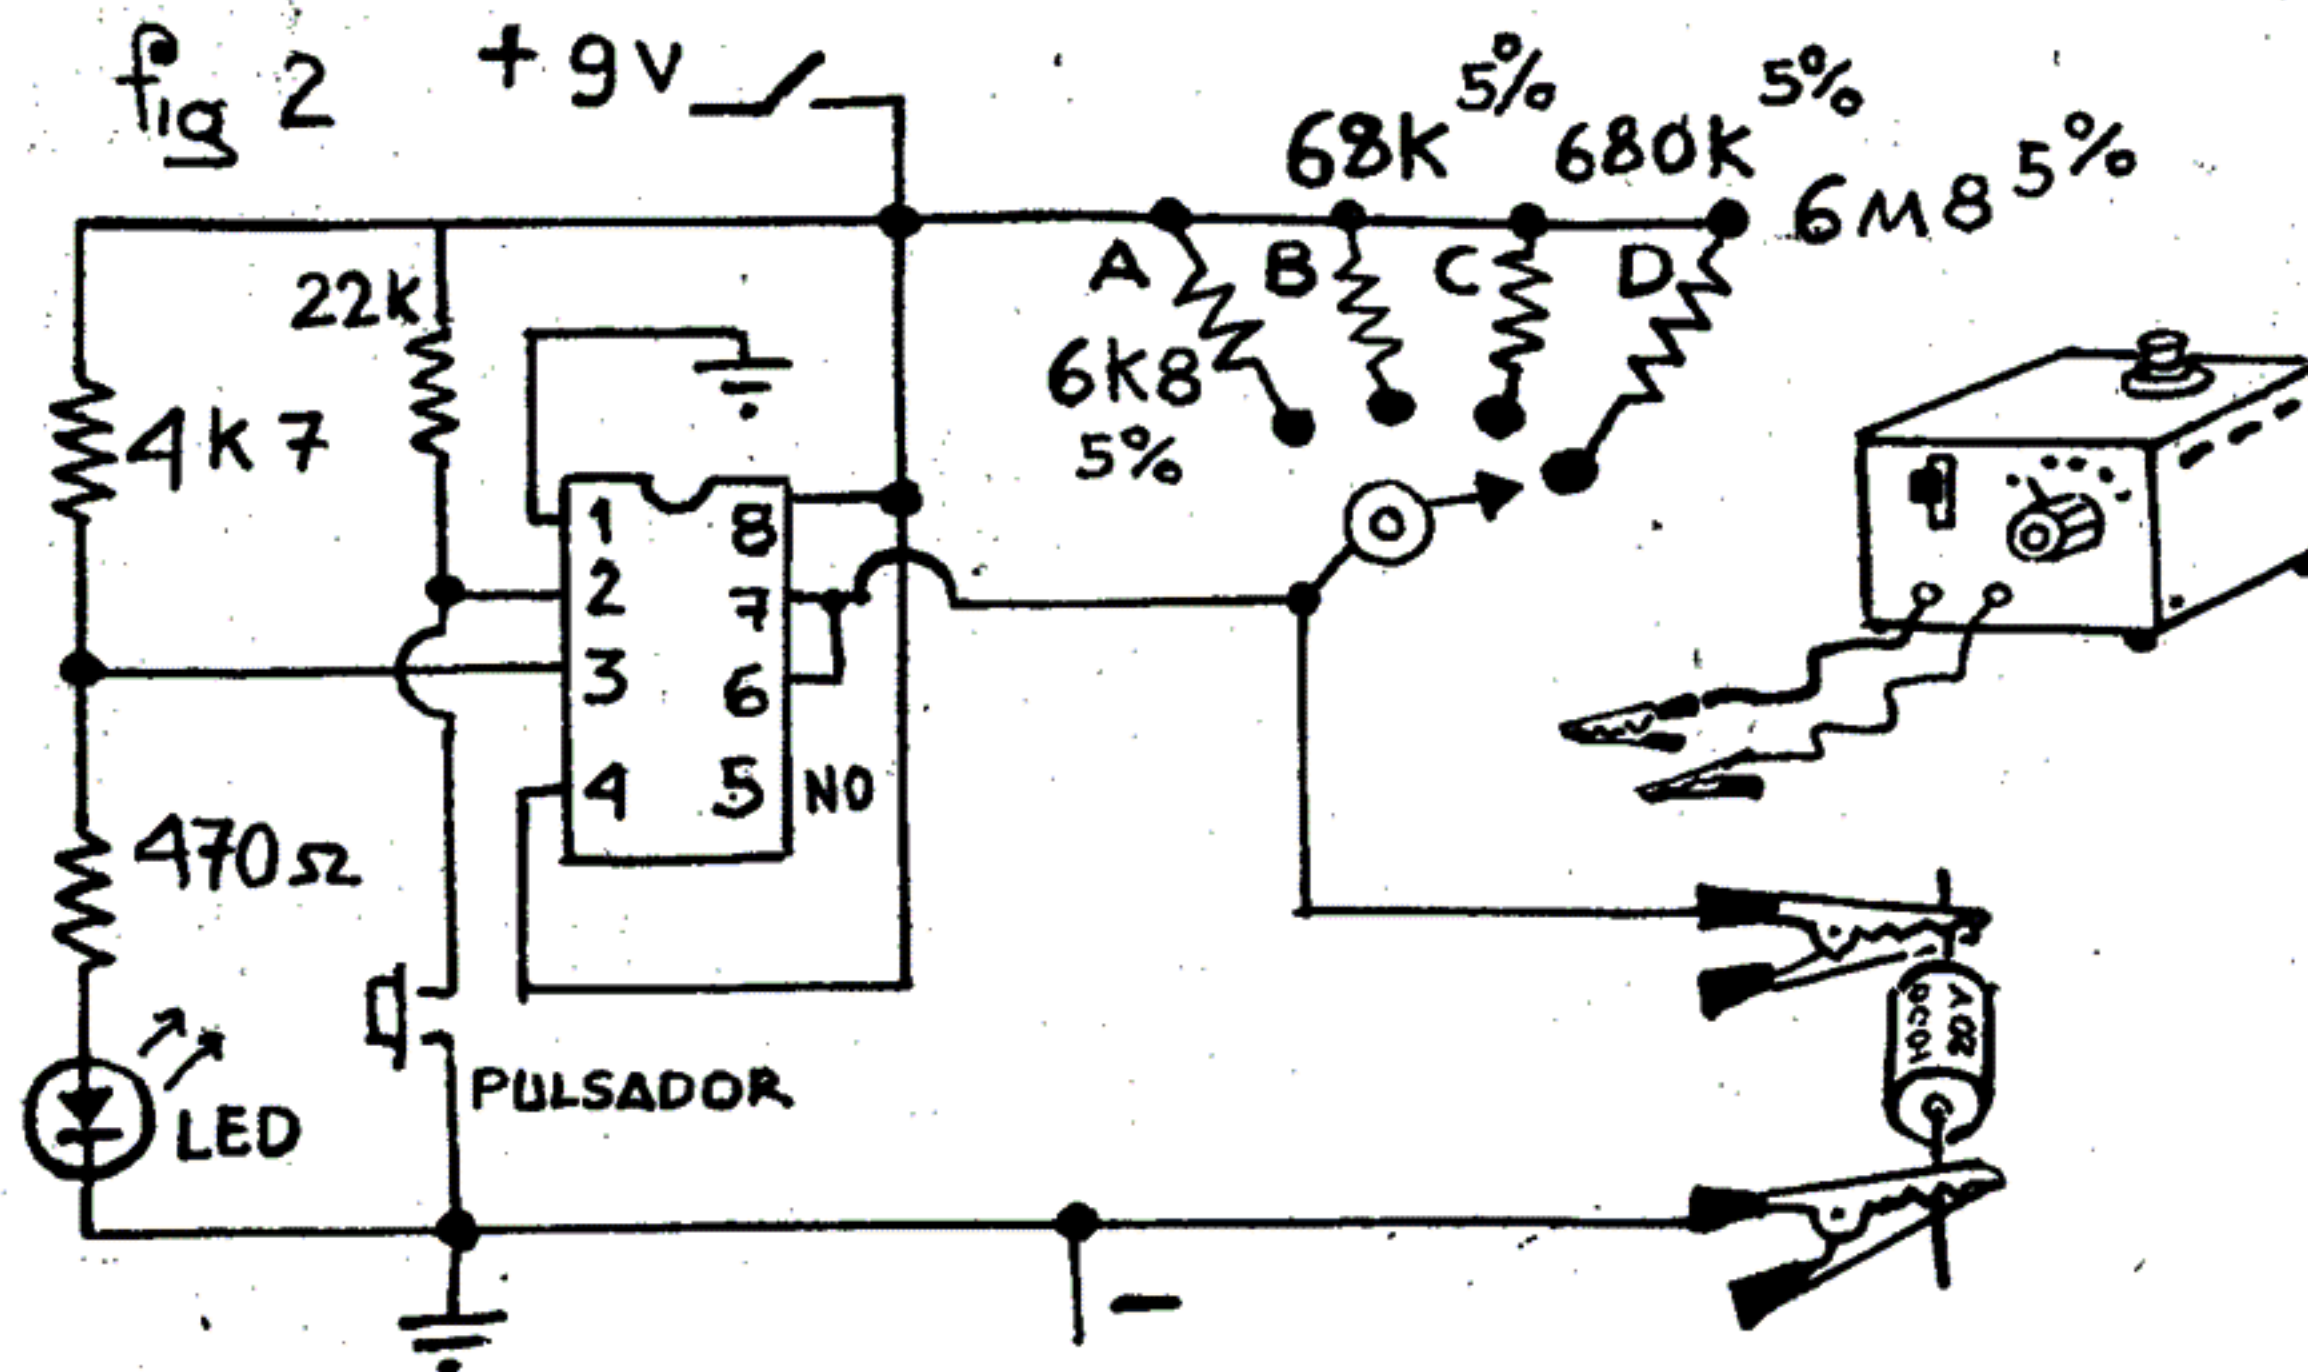 fig 2
+ 9V
68K 5%
680K 5%
6M8 5%
A
B
C
D
22K
6K8
5%
4K7
1
8
2
7
3
6
4
5
NO
470Ω
PULSADOR
LED
-